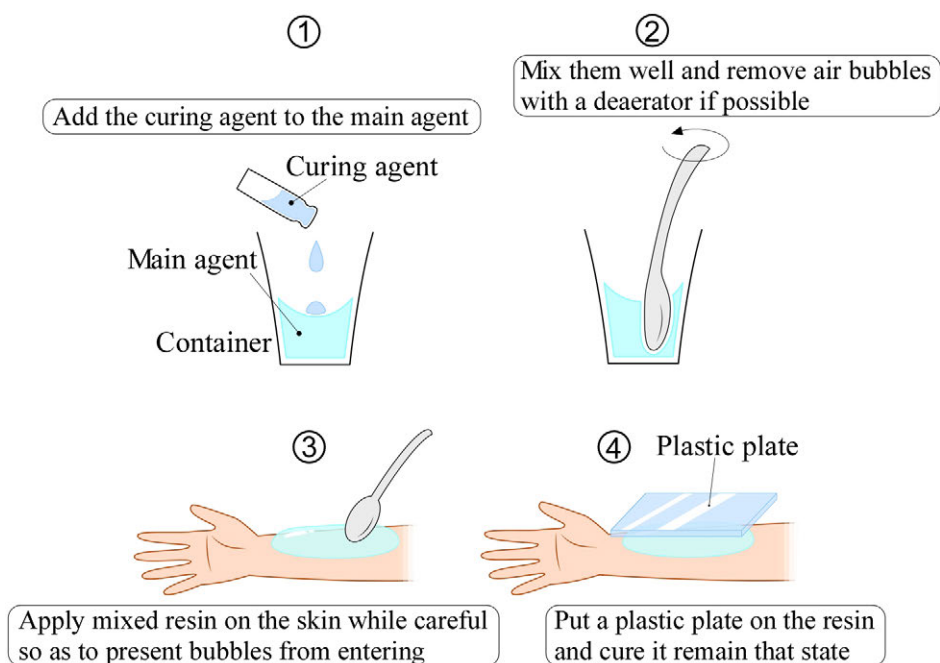 ①
Add the curing agent to the main agent
Curing agent
Main agent
Container
②
Mix them well and remove air bubbles
with a deaerator if possible
③
Apply mixed resin on the skin while careful
so as to present bubbles from entering
④
Plastic plate
Put a plastic plate on the resin
and cure it remain that state